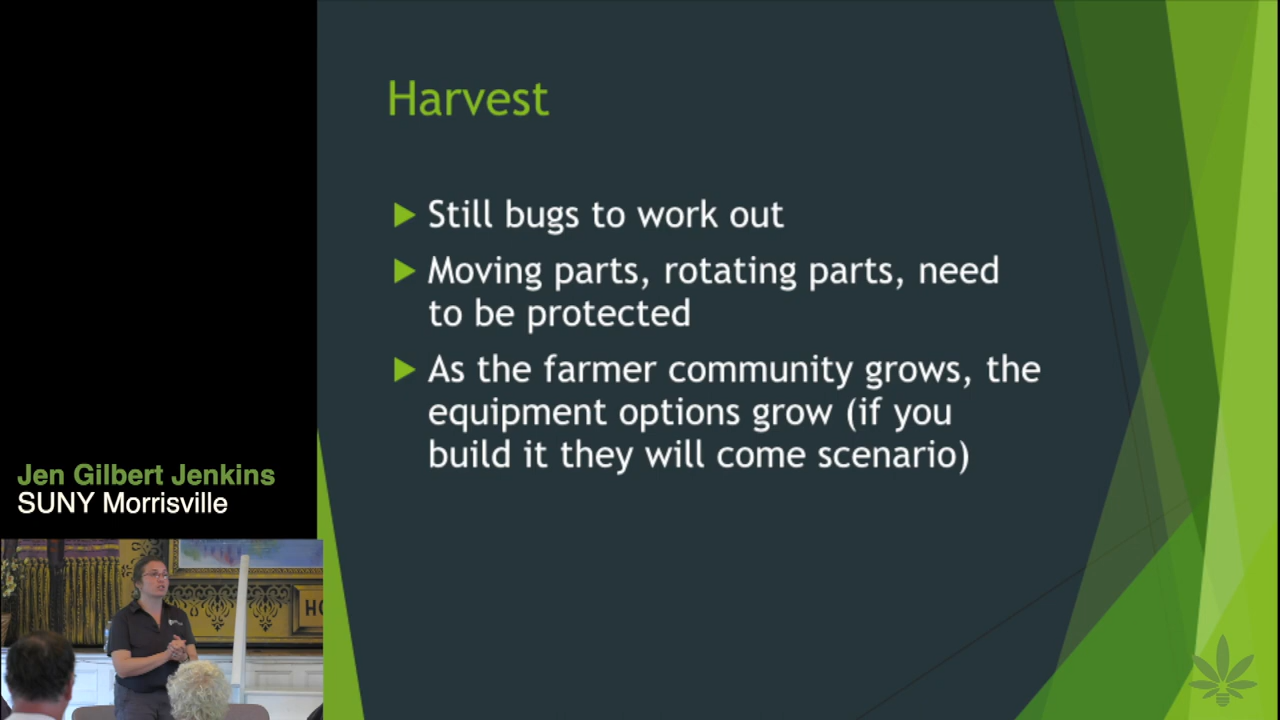 Harvest
Still bugs to work out
Moving parts, rotating parts, need
to be protected
As the farmer community grows, the
equipment options grow (if you
build it they will come scenario)
Jen Gilbert Jenkins
SUNY Morrisville
HO